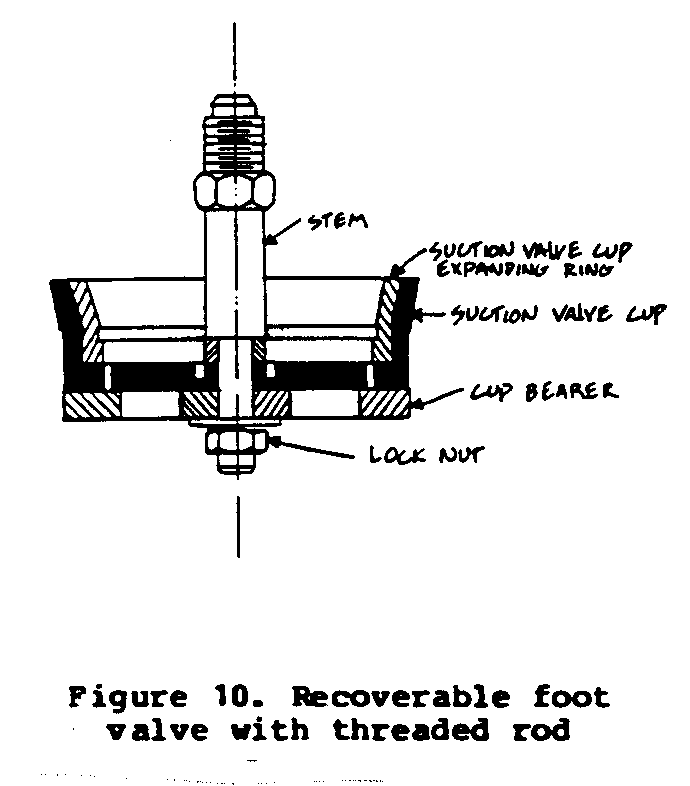 STEM
SUCTION VALVE CUP
EXPANDING RING
SUCTION VALVE CUP
CUP BEARER
LOCK NUT
Figure 10. Recoverable foot
valve with threaded rod